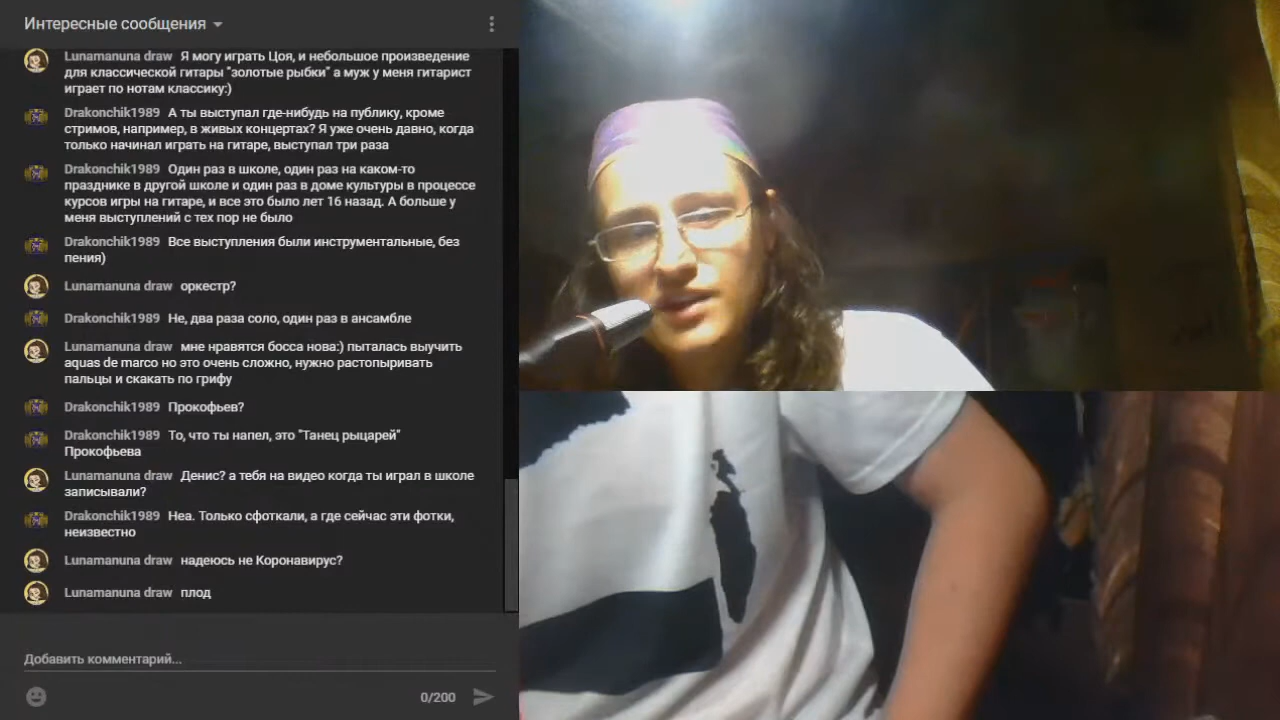 Интересные сообщения
Lunamanuna draw Я могу играть Цоя, и небольшое произведение
для классической гитары "золотые рыбки" а муж у меня гитарист
играет по нотам классику:)
Drakonchik1989 А ты выступал где-нибудь на публику, кроме
стримов, например, в живых концертах? Я уже очень давно, когда
только начинал играть на гитаре, выступал три раза
Drakonchik1989 Один раз в школе, один раз на каком-то
празднике в другой школе и один раз в доме культуры в процессе
курсов игры на гитаре, и все это было лет 16 назад. А больше у
меня выступлений с тех пор не было
Drakonchik1989 Все выступления были инструментальные, без
пения)
Lunamanuna draw оркестр?
Drakonchik1989 Не, два раза соло, один раз в ансамбле
Lunamanuna draw мне нравятся босса нова:) пыталась выучить
aquas de marco но это очень сложно, нужно растопыривать
пальцы и скакать по грифу
Drakonchik1989 Прокофьев?
Drakonchik1989 То, что ты напел, это "Танец рыцарей"
Прокофьева
Lunamanuna draw Денис? а тебя на видео когда ты играл в школе
записывали?
Drakonchik1989 Неа. Только сфоткали, а где сейчас эти фотки,
неизвестно
Lunamanuna draw надеюсь не Коронавирус?
Lunamanuna draw плод
Добавить комментарий...
0/200